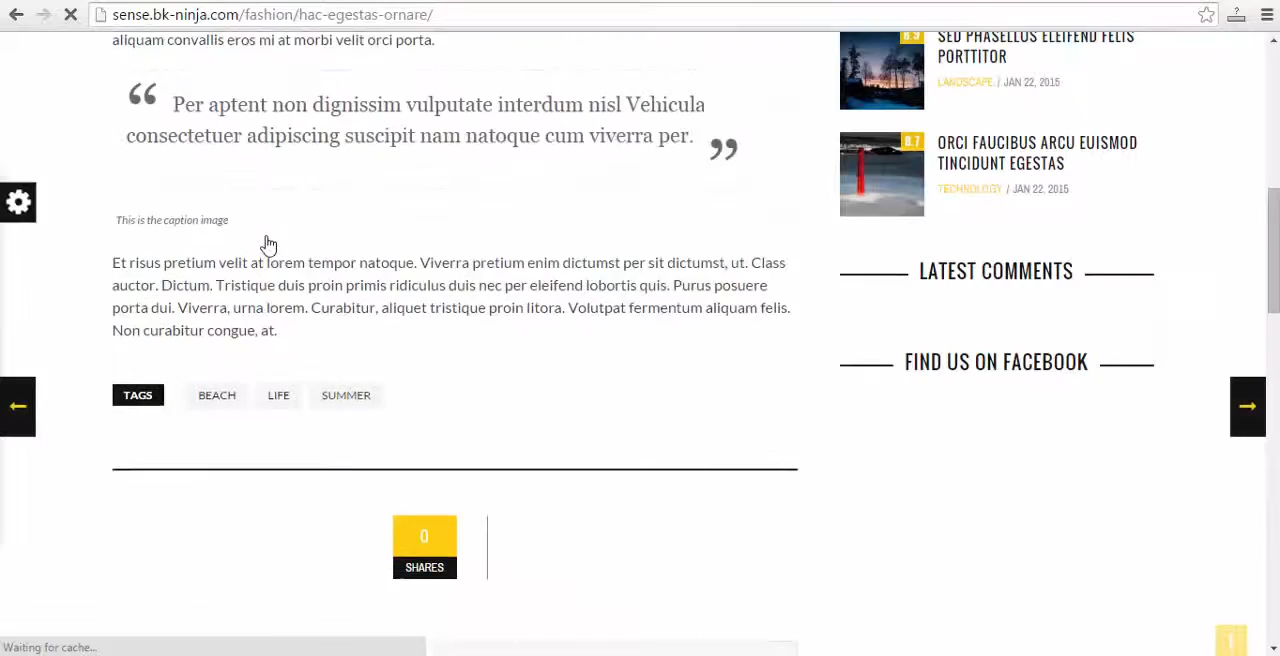 sense.bk-ninja.com/fashion/hac-egestas-ornare/
aliquam convallis eros mi at morbi velit orci porta.
“ Per aptent non dignissim vulputate interdum nisl Vehicula
consectetuer adipiscing suscipit nam natoque cum viverra per. ”
This is the caption image
Et risus pretium velit at lorem tempor natoque. Viverra pretium enim dictumst per sit dictumst, ut. Class
auctor. Dictum. Tristique duis proin primis ridiculus duis nec per eleifend lobortis quis. Purus posuere
porta dui. Viverra, urna lorem. Curabitur, aliquet tristique proin litora. Volutpat fermentum aliquam felis.
Non curabitur congue, at.
TAGS BEACH LIFE SUMMER
0
SHARES
8.9
SED PHASELLUS ELEIFEND FELIS
PORTTITOR
LANDSCAPE / JAN 22, 2015
8.7
ORCI FAUCIBUS ARCU EUISMOD
TINCIDUNT EGESTAS
TECHNOLOGY / JAN 22, 2015
LATEST COMMENTS
FIND US ON FACEBOOK
Waiting for cache...